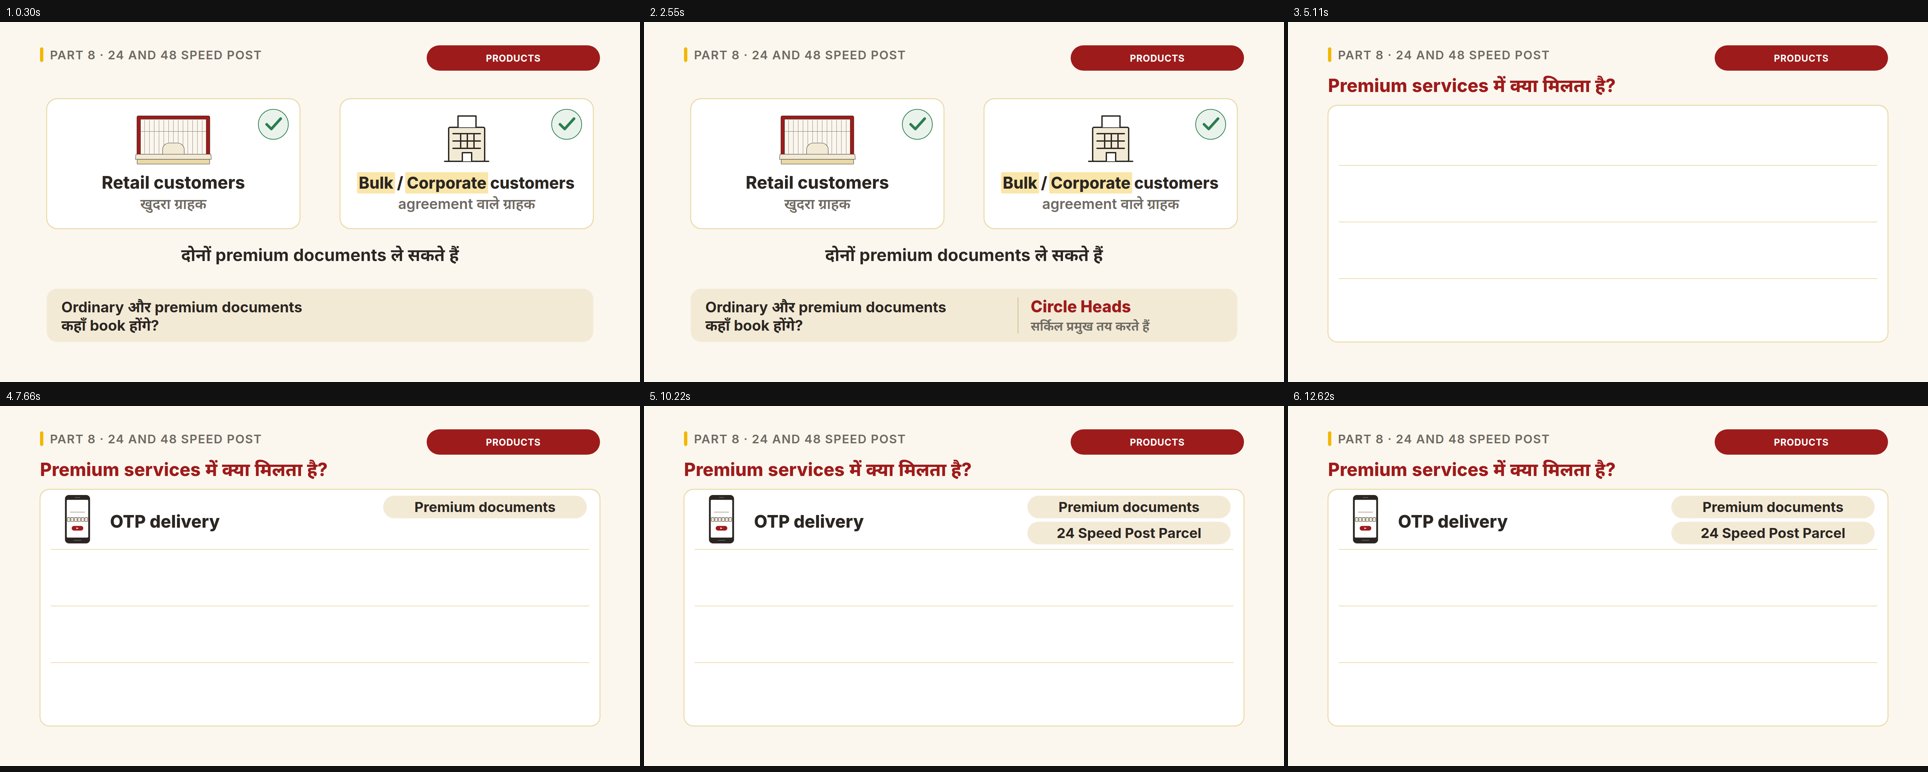 1. 0.30s
PART 8 · 24 AND 48 SPEED POST
PRODUCTS
Retail customers
खुदरा ग्राहक
Bulk / Corporate customers
agreement वाले ग्राहक
दोनों premium documents ले सकते हैं
Ordinary और premium documents
कहाँ book होंगे?
2. 2.55s
PART 8 · 24 AND 48 SPEED POST
PRODUCTS
Retail customers
खुदरा ग्राहक
Bulk / Corporate customers
agreement वाले ग्राहक
दोनों premium documents ले सकते हैं
Ordinary और premium documents
कहाँ book होंगे?
Circle Heads
सर्किल प्रमुख तय करते हैं
3. 5.11s
PART 8 · 24 AND 48 SPEED POST
PRODUCTS
Premium services में क्या मिलता है?
4. 7.66s
PART 8 · 24 AND 48 SPEED POST
PRODUCTS
Premium services में क्या मिलता है?
OTP delivery
Premium documents
5. 10.22s
PART 8 · 24 AND 48 SPEED POST
PRODUCTS
Premium services में क्या मिलता है?
OTP delivery
Premium documents
24 Speed Post Parcel
6. 12.62s
PART 8 · 24 AND 48 SPEED POST
PRODUCTS
Premium services में क्या मिलता है?
OTP delivery
Premium documents
24 Speed Post Parcel